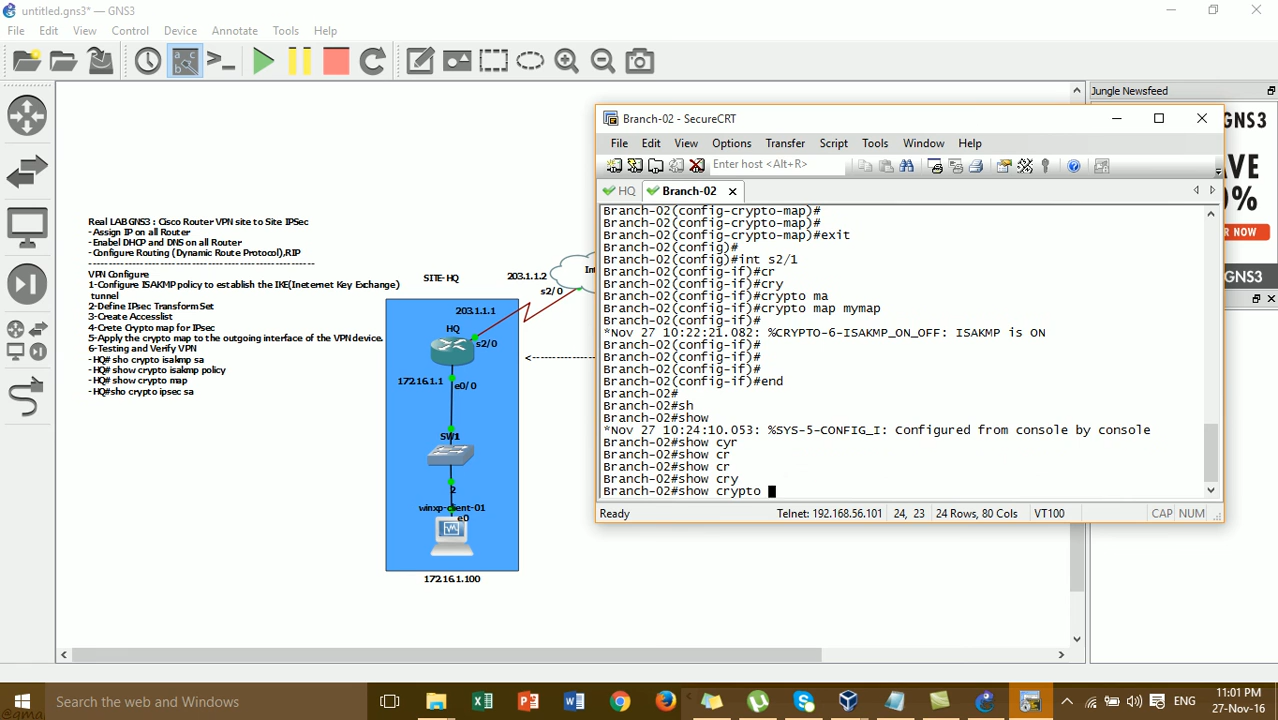 untitled.gns3* — GNS3
File Edit View Control Device Annotate Tools Help
Jungle Newsfeed
GNS3
Real LAB GNS3 : Cisco Router VPN site to Site IPSec
-Assign IP on all Router
-Enabel DHCP and DNS on all Router
-Configure Routing (Dynamic Route Protocol),RIP
VPN Configure
1-Configure ISAKMP policy to establish the IKE(Ineternet Key Exchange)
tunnel
2-Define IPsec Transform Set
3-Create Accesslist
4-Crete Crypto map for IPsec
5-Apply the crypto map to the outgoing interface of the VPN device.
6-Testing and Verify VPN
-HQ# sho crypto isakmp sa
-HQ# show crypto isakmp policy
-HQ# show crypto map
-HQ#sho crypto ipsec sa
SITE-HQ
203.1.1.2
s2/0
203.1.1.1
HQ
s2/0
172.16.1.1
e0/0
SW1
2
winxp-client-01
e0
172.16.1.100
Branch-02 - SecureCRT
File Edit View Options Transfer Script Tools Window Help
Enter host <Alt+R>
HQ
Branch-02
Branch-02(config-crypto-map)#
Branch-02(config-crypto-map)#
Branch-02(config-crypto-map)#exit
Branch-02(config)#
Branch-02(config)#int s2/1
Branch-02(config-if)#cr
Branch-02(config-if)#cry
Branch-02(config-if)#crypto ma
Branch-02(config-if)#crypto map mymap
Branch-02(config-if)#
*Nov 27 10:22:21.082: %CRYPTO-6-ISAKMP_ON_OFF: ISAKMP is ON
Branch-02(config-if)#
Branch-02(config-if)#
Branch-02(config-if)#
Branch-02(config-if)#end
Branch-02#
Branch-02#sh
Branch-02#show
*Nov 27 10:24:10.053: %SYS-5-CONFIG_I: Configured from console by console
Branch-02#show cyr
Branch-02#show cr
Branch-02#show cr
Branch-02#show cry
Branch-02#show crypto
Ready
Telnet: 192.168.56.101
24, 23
24 Rows, 80 Cols
VT100
CAP NUM
Search the web and Windows
ENG
11:01 PM
27-Nov-16